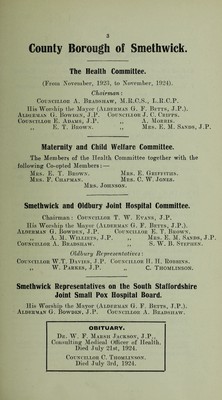 3
County Borough of Smethwick.
The Health Committee.
(From November, 1923, to November, 1924).
Chairman:
Councillor A. Bradshaw, M.R.C.S., L.R.C.P.
His Worship the Mayor (Alderman G. F. Betts, J.P.).
Alderman G. Bowden, J.P. Councillor J. C. Cripps.
Councillor E. Adams, J.P. ,, A. Morris.
,, E. T. Brown. ,, Mrs. E. M. Sands, J.P.
Maternity and Child Welfare Committee.
The Members of the Health Committee together with the
following Co-opted Members:—
Mrs. E. T. Brown. Mrs. E. Griffiths.
Mrs. F. Chapman. Mrs. C. W. Jones.
Mrs. Johnson.
Smethwick and Oldbury Joint Hospital Committee.
Chairman: Councillor T. W. Evans, J.P.
His Worship the Mayor (Alderman G. F. Betts, J.P.).
Alderman G. Bowden, J.P. Councillor E. T. Brown.
,, A. M. Willetts, J.P. ,, Mrs. E. M. Sands, J.P.
Councillor A. Bradshaw. ,, S. W. B. Stephen.
Oldbury Representatives:
Councillor W. T. Davies, J.P. Councillor H. H. Robbins.
,, W. Parkes, J.P. ,, C. Thomlinson.
Smethwick Representatives on the South Staffordshire
Joint Small Pox Hospital Board.
His Worship the Mayor (Alderman G. F. Betts, J.P.).
Alderman G. Bowden, J.P. Councillor A. Bradshaw.
OBITUARY.
Dr. W. F. Marsh Jackson, J.P.,
Consulting Medical Officer of Health.
Died July 21st, 1924.
Councillor C. Thomlinson.
Died July 3rd, 1924.